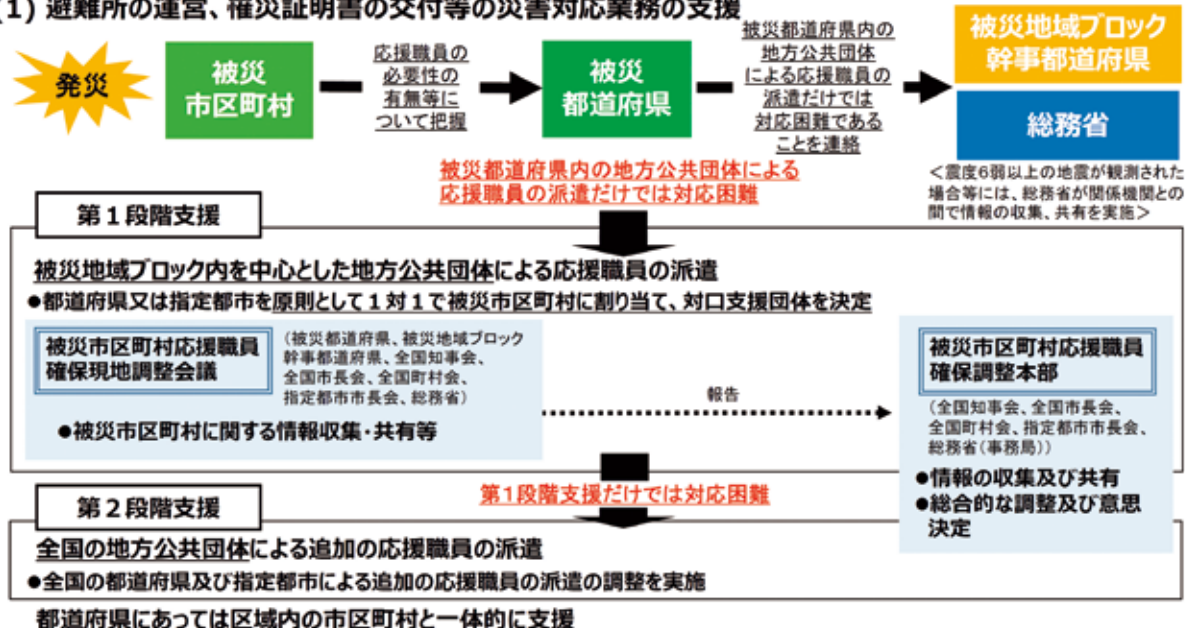 (1) 避難所の運営、罹災証明書の交付等の災害対応業務の支援
発災
被災
市区町村
応援職員の
必要性の
有無等に
ついて把握
被災
都道府県
被災都道府県内の
地方公共団体
による応援職員の
派遣だけでは
対応困難である
ことを連絡
被災地域ブロック
幹事都道府県
総務省
＜震度6弱以上の地震が観測された
場合等には、総務省が関係機関との
間で情報の収集、共有を実施＞
被災都道府県内の地方公共団体による
応援職員の派遣だけでは対応困難
第１段階支援
被災地域ブロック内を中心とした地方公共団体による応援職員の派遣
●都道府県又は指定都市を原則として１対１で被災市区町村に割り当て、対口支援団体を決定
被災市区町村応援職員
確保現地調整会議
（被災都道府県、被災地域ブロック
幹事都道府県、全国知事会、
全国市長会、全国町村会、
指定都市市長会、総務省）
●被災市区町村に関する情報収集・共有等
報告
被災市区町村応援職員
確保調整本部
（全国知事会、全国市長会、
全国町村会、指定都市市長会、
総務省（事務局））
●情報の収集及び共有
●総合的な調整及び意思
決定
第1段階支援だけでは対応困難
第２段階支援
全国の地方公共団体による追加の応援職員の派遣
●全国の都道府県及び指定都市による追加の応援職員の派遣の調整を実施
都道府県にあっては区域内の市区町村と一体的に支援